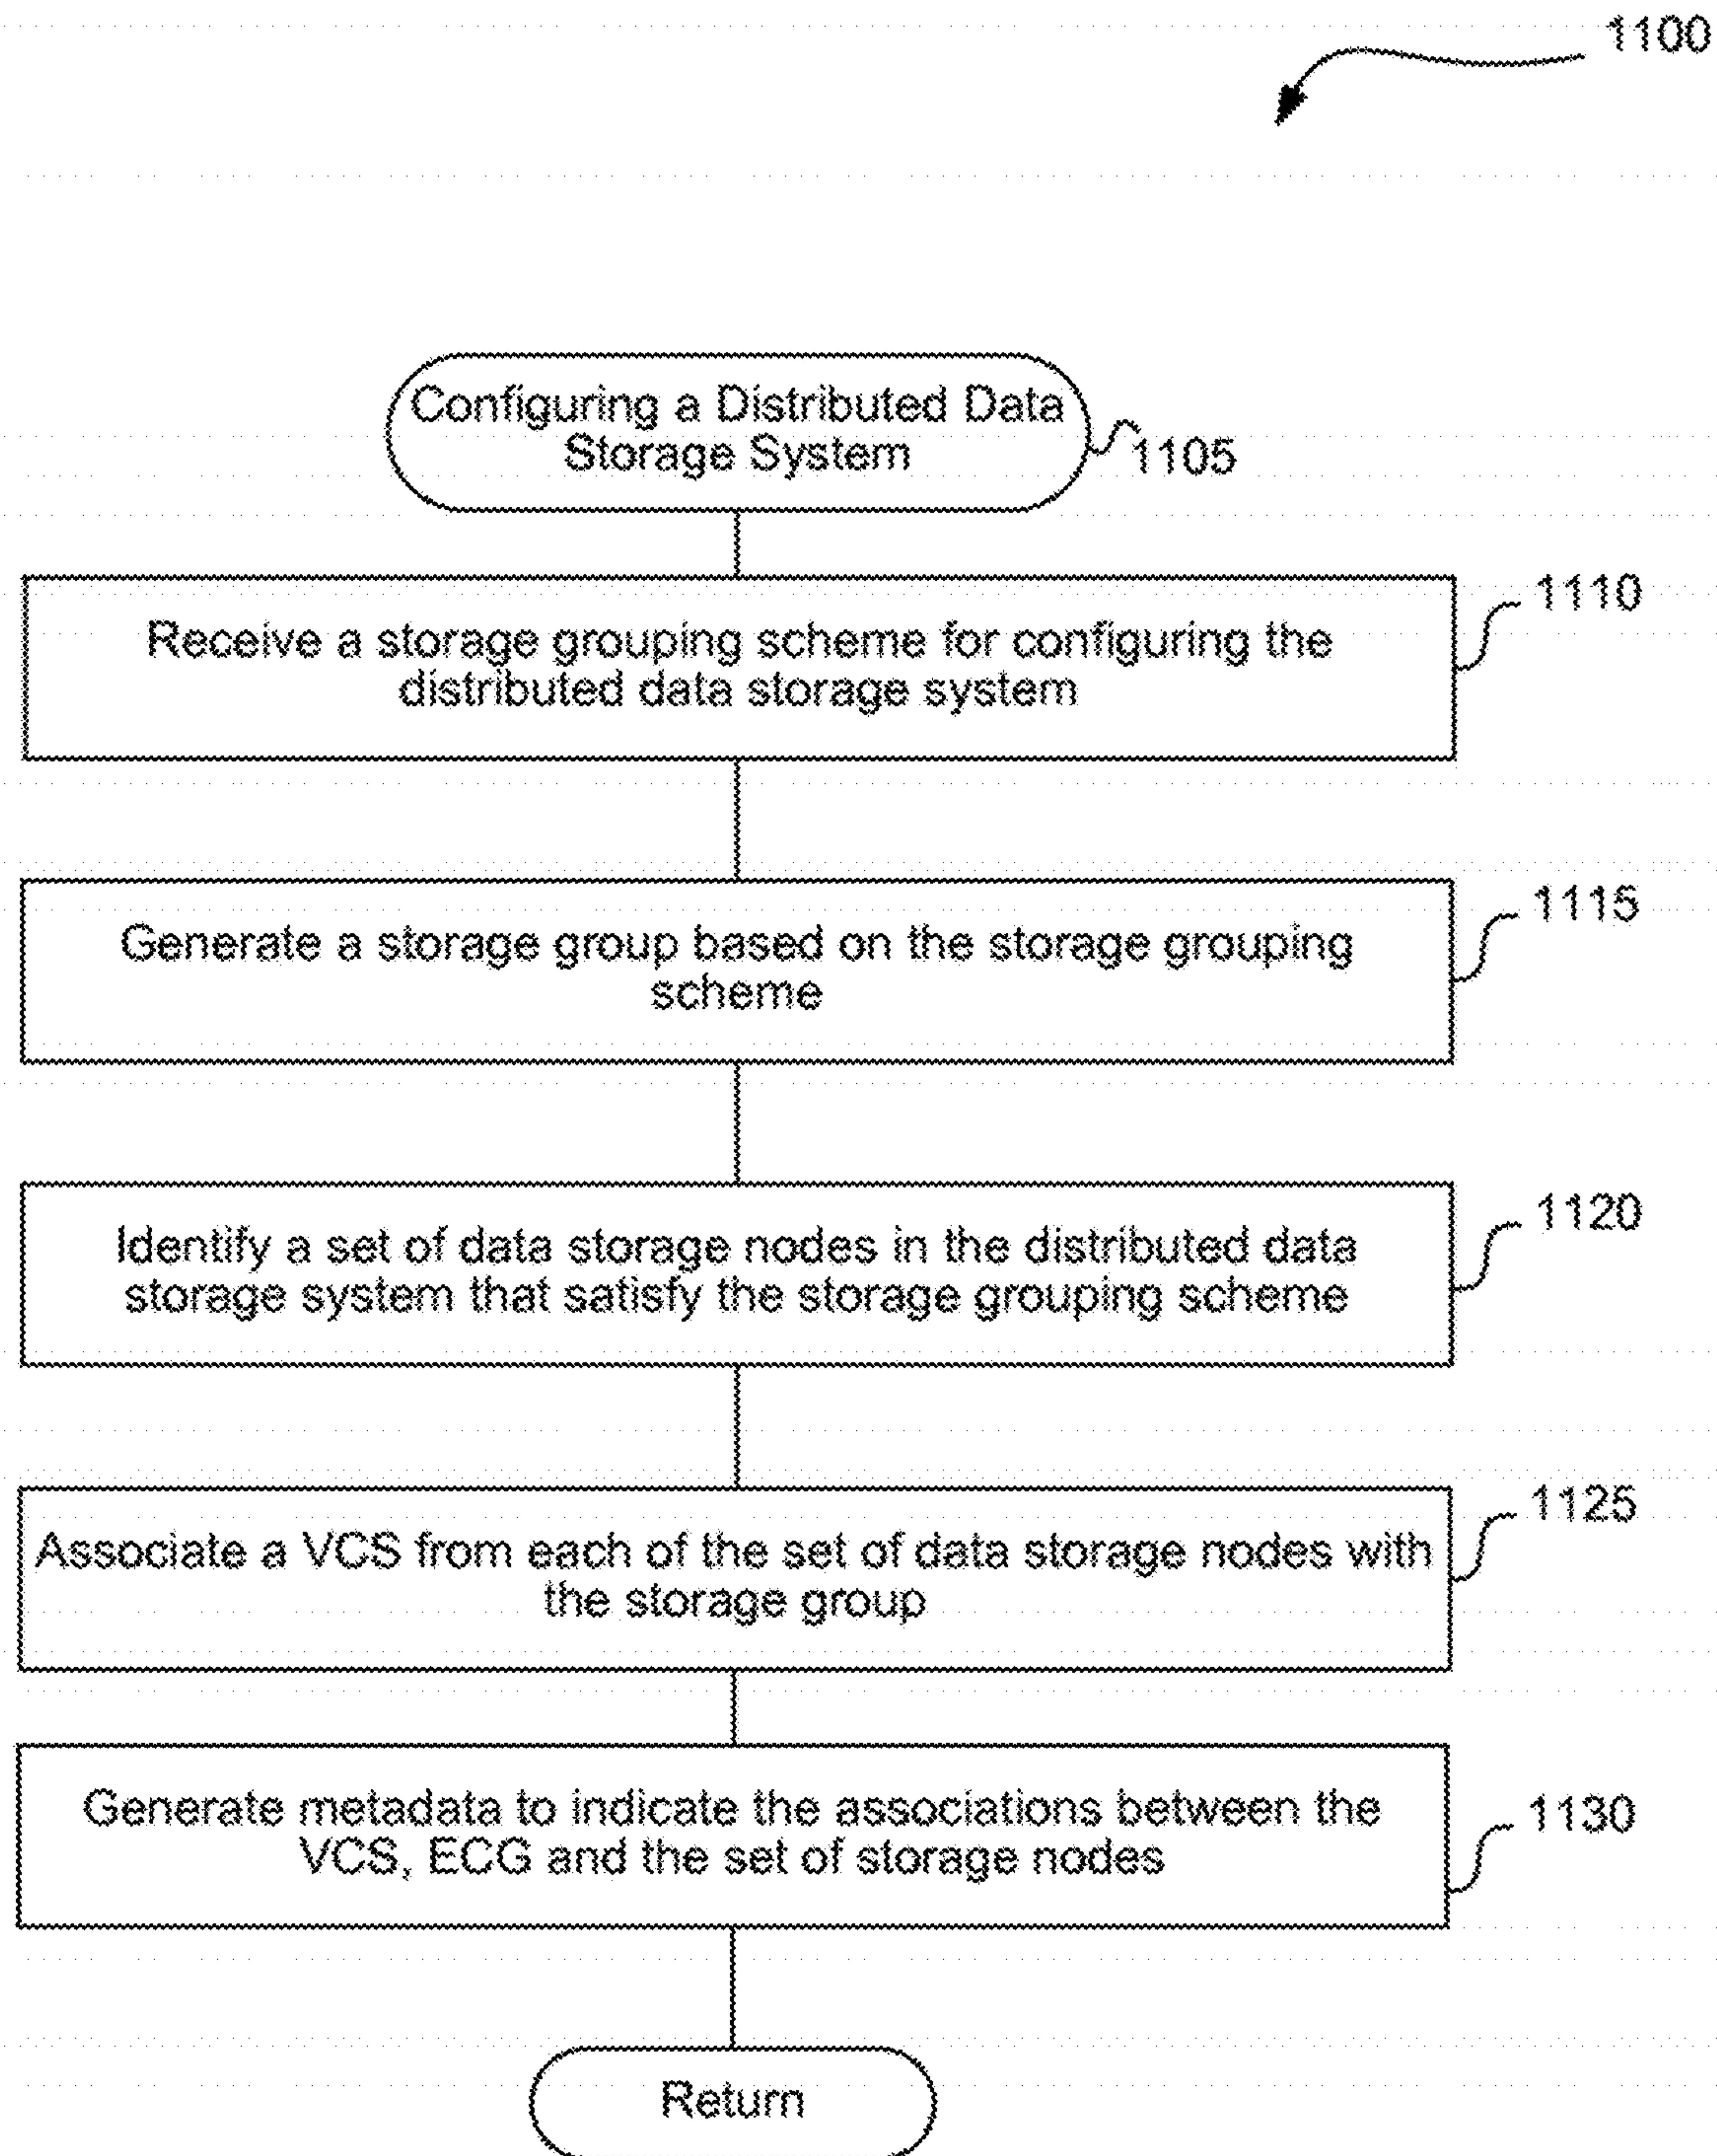 1100
Configuring a Distributed Data
Storage System
1105
1110
Receive a storage grouping scheme for configuring the
distributed data storage system
1115
Generate a storage group based on the storage grouping
scheme
1120
Identify a set of data storage nodes in the distributed data
storage system that satisfy the storage grouping scheme
1125
Associate a VCS from each of the set of data storage nodes with
the storage group
1130
Generate metadata to indicate the associations between the
VCS, ECG and the set of storage nodes
Return